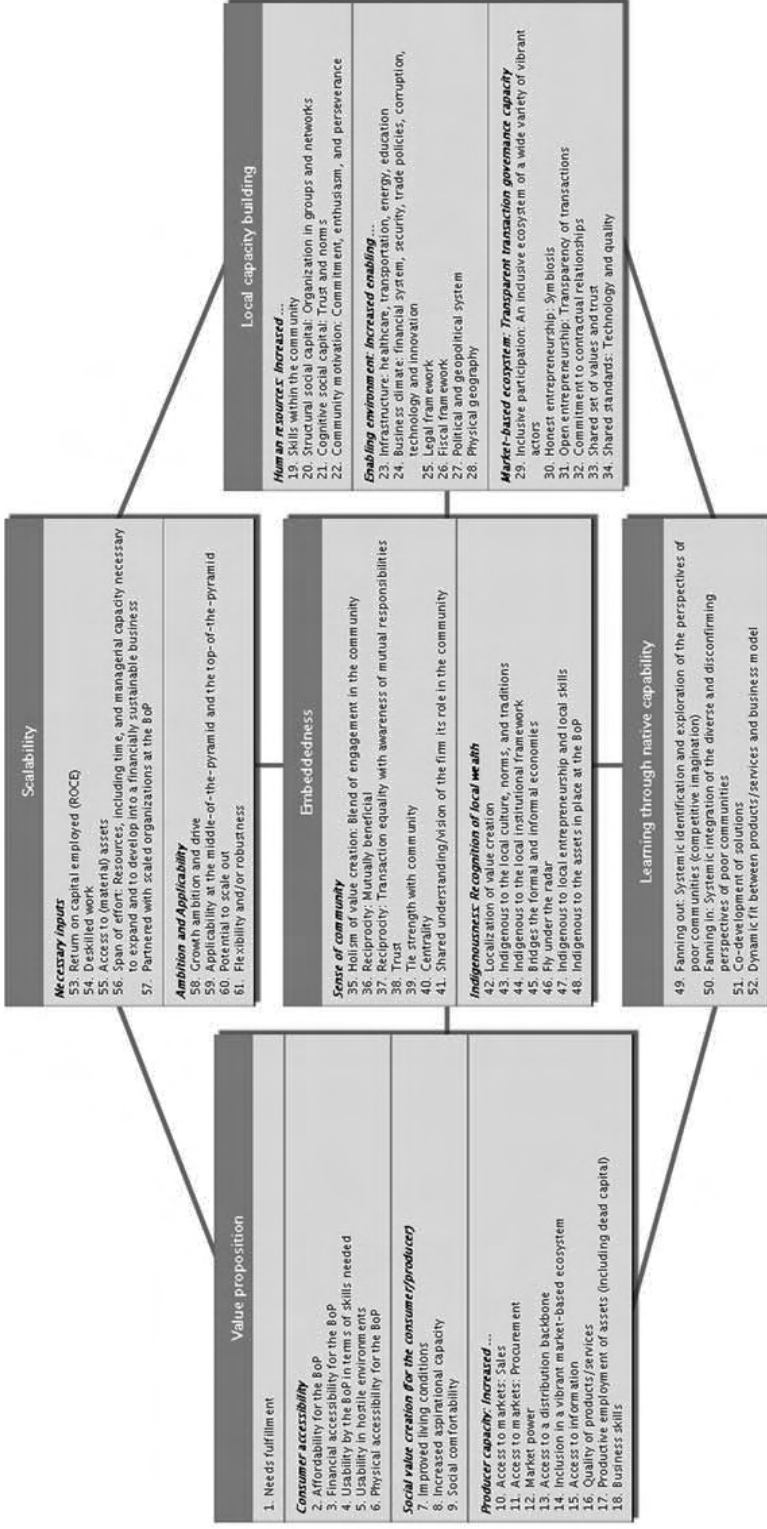 Value proposition
1. Needs fulfillment
Consumer accessibility
2. Affordability for the BoP
3. Financial accessibility for the BoP
4. Usability by the BoP in terms of skills needed
5. Usability in hostile environments
6. Physical accessibility for the BoP
Social value creation (for the consumer/producer)
7. Improved living conditions
8. Increased aspirational capacity
9. Social comfortability
Producer capacity: Increased ...
10. Access to markets: Sales
11. Access to markets: Procurement
12. Market power
13. Access to a distribution backbone
14. Inclusion in a vibrant market-based ecosystem
15. Access to information
16. Quality of products/services
17. Productive employment of assets (including dead capital)
18. Business skills
Scalability
Necessary inputs
53. Return on capital employed (ROCE)
54. Deskilled work
55. Access to (material) assets
56. Span of effort: Resources, including time, and managerial capacity necessary
to expand and to develop into a financially sustainable business
57. Partnered with scaled organizations at the BoP
Ambition and Applicability
58. Growth ambition and drive
59. Applicability at the middle-of-the-pyramid and the top-of-the-pyramid
60. Potential to scale out
61. Flexibility and/or robustness
Embeddedness
Sense of community
35. Holism of value creation: Blend of engagement in the community
36. Reciprocity: Mutually beneficial
37. Reciprocity: Transaction equality with awareness of mutual responsibilities
38. Trust
39. Tie strength with community
40. Centrality
41. Shared understanding/vision of the firm its role in the community
Indigenousness: Recognition of local wealth
42. Localization of value creation
43. Indigenous to the local culture, norms, and traditions
44. Indigenous to the local institutional framework
45. Bridges the formal and informal economies
46. Fly under the radar
47. Indigenous to local entrepreneurship and local skills
48. Indigenous to the assets in place at the BoP
Learning through native capability
49. Fanning out: Systemic identification and exploration of the perspectives of
poor communities (competitive imagination)
50. Fanning in: Systemic integration of the diverse and disconfirming
perspectives of poor communities
51. Co-development of solutions
52. Dynamic fit between products/services and business model
Local capacity building
Human resources: Increased ...
19. Skills within the community
20. Structural social capital: Organization in groups and networks
21. Cognitive social capital: Trust and norms
22. Community motivation: Commitment, enthusiasm, and perseverance
Enabling environment: Increased enabling ...
23. Infrastructure: healthcare, transportation, energy, education
24. Business climate: financial system, security, trade policies, corruption,
technology and innovation
25. Legal framework
26. Fiscal framework
27. Political and geopolitical system
28. Physical geography
Market-based ecosystem: Transparent transaction governance capacity
29. Inclusive participation: An inclusive ecosystem of a wide variety of vibrant
actors
30. Honest entrepreneurship: Symbiosis
31. Open entrepreneurship: Transparency of transactions
32. Commitment to contractual relationships
33. Shared set of values and trust
34. Shared standards: Technology and quality